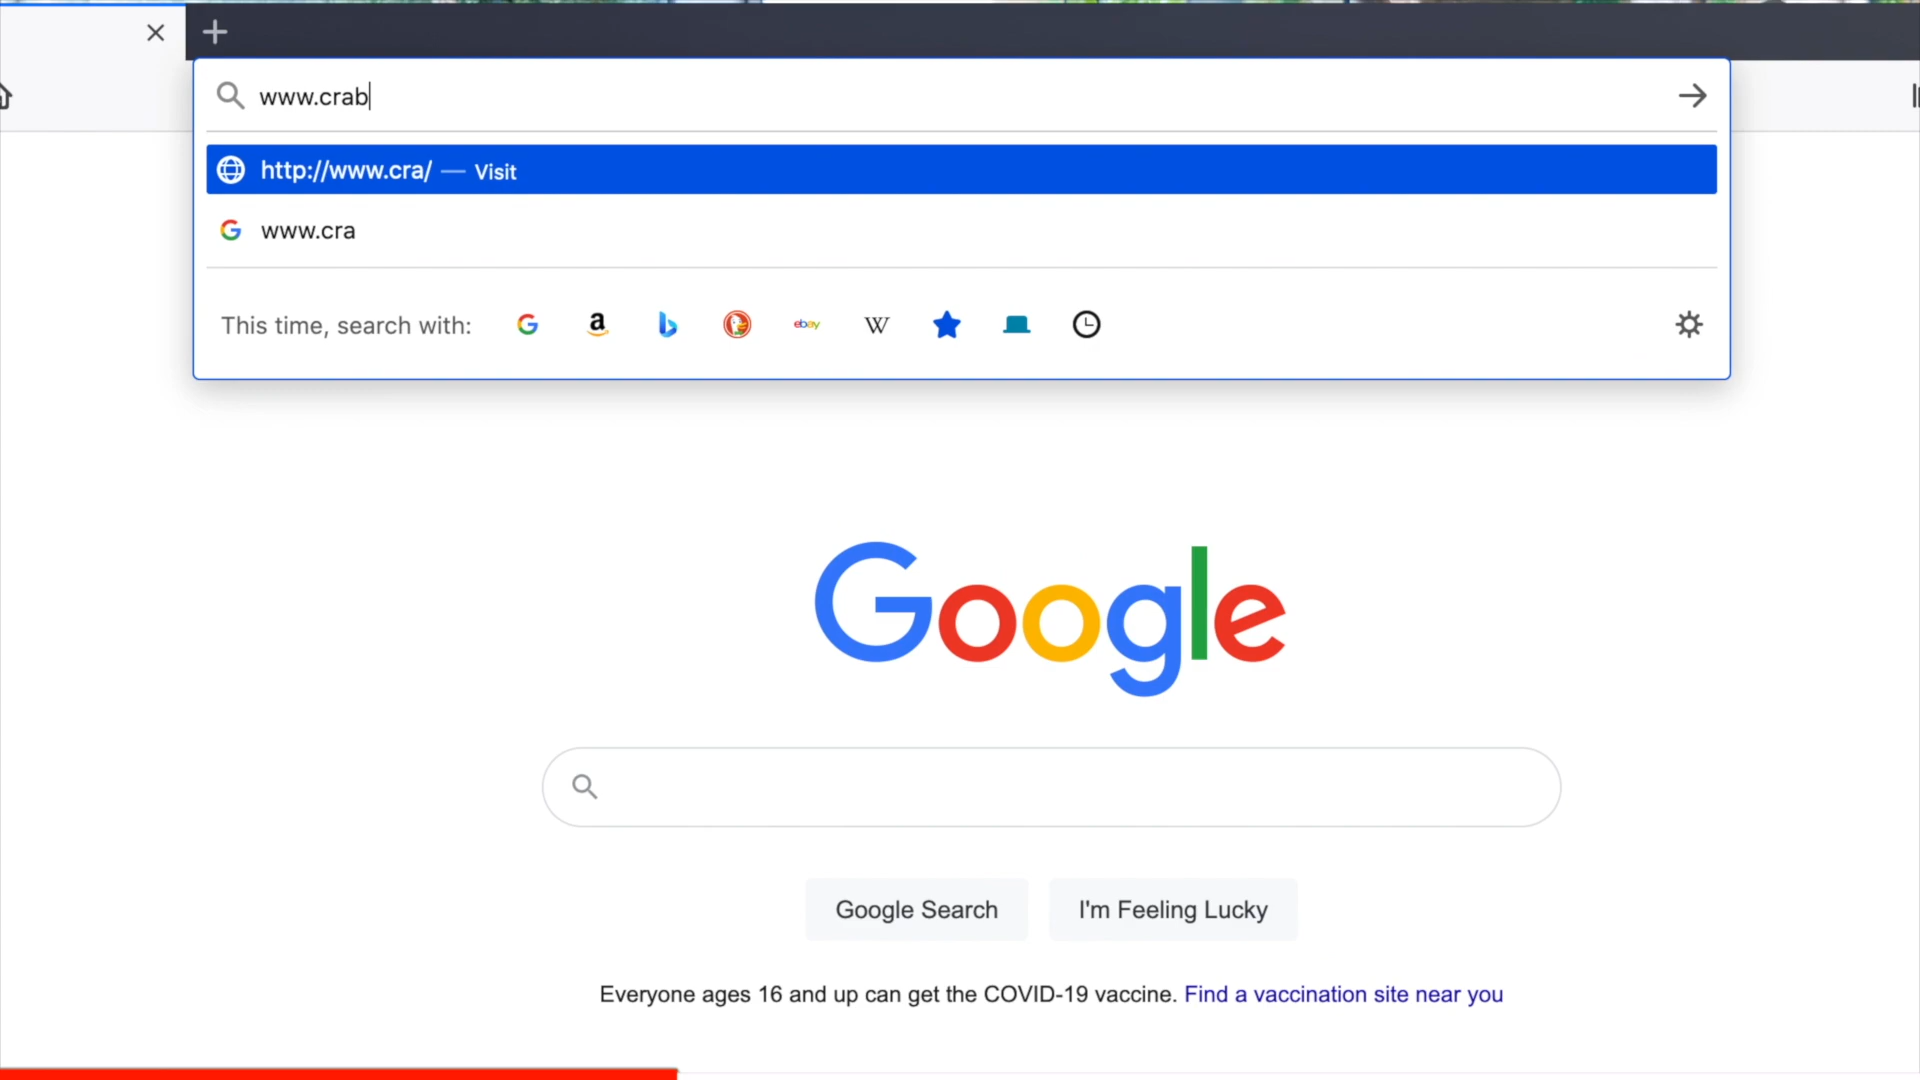 www.crab
http://www.cra/ — Visit
www.cra
This time, search with:
ebay
Google
Google Search
I'm Feeling Lucky
Everyone ages 16 and up can get the COVID-19 vaccine. Find a vaccination site near you